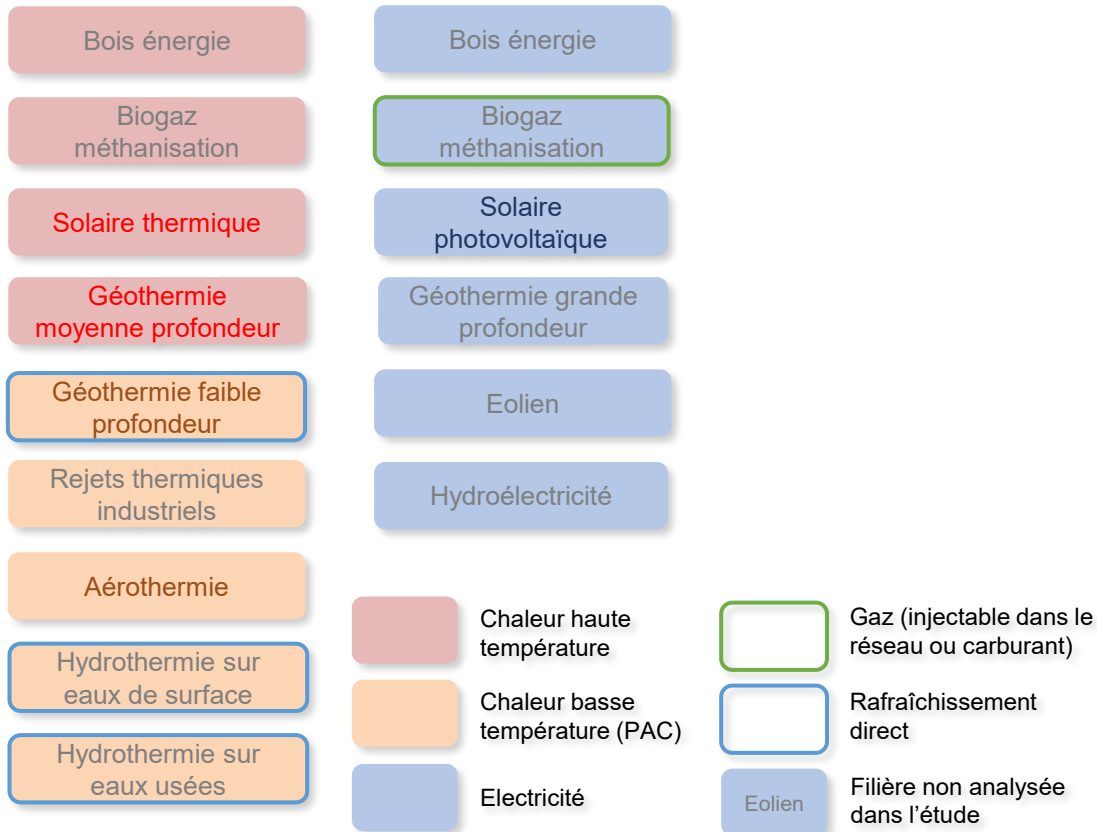 Bois énergie
Biogaz
méthanisation
Solaire thermique
Géothermie
moyenne profondeur
Géothermie faible
profondeur
Rejets thermiques
industriels
Aérothermie
Hydrothermie sur
eaux de surface
Hydrothermie sur
eaux usées
Bois énergie
Biogaz
méthanisation
Solaire
photovoltaïque
Géothermie grande
profondeur
Eolien
Hydroélectricité
Chaleur haute
température
Chaleur basse
température (PAC)
Electricité
Gaz (injectable dans le
réseau ou carburant)
Rafraîchissement
direct
Eolien
Filière non analysée
dans l'étude